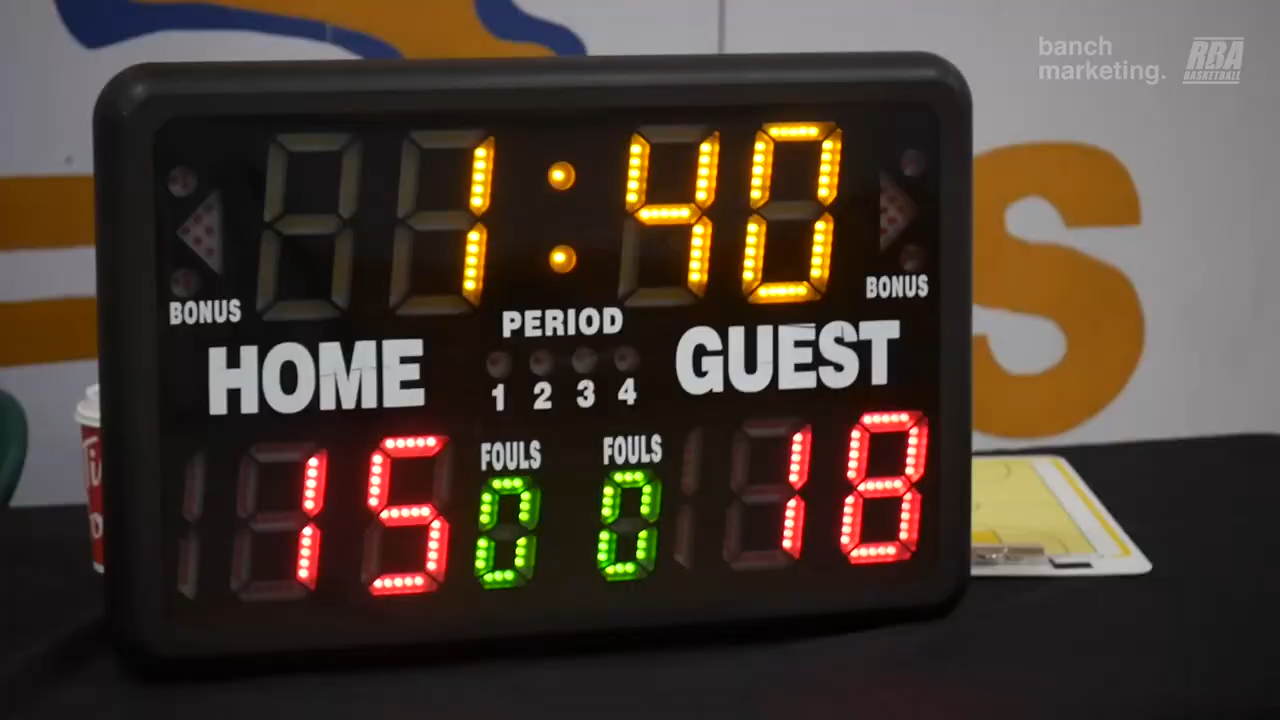 banch
marketing.
RBA
BASKETBALL
1:40
BONUS
BONUS
PERIOD
HOME
GUEST
1 2 3 4
FOULS
FOULS
15
0
0
18
S